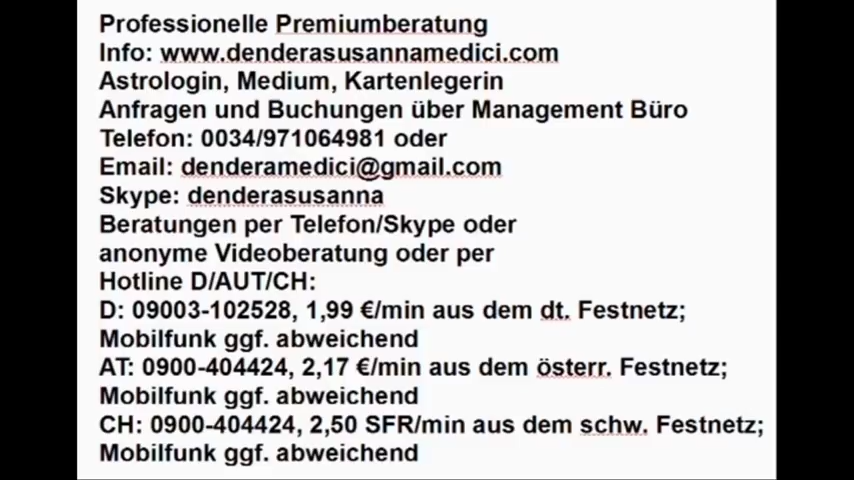 Professionelle Premiumberatung
Info: www.denderasusannamedici.com
Astrologin, Medium, Kartenlegerin
Anfragen und Buchungen über Management Büro
Telefon: 0034/971064981 oder
Email: denderamedici@gmail.com
Skype: denderasusanna
Beratungen per Telefon/Skype oder
anonyme Videoberatung oder per
Hotline D/AUT/CH:
D: 09003-102528, 1,99 €/min aus dem dt. Festnetz;
Mobilfunk ggf. abweichend
AT: 0900-404424, 2,17 €/min aus dem österr. Festnetz;
Mobilfunk ggf. abweichend
CH: 0900-404424, 2,50 SFR/min aus dem schw. Festnetz;
Mobilfunk ggf. abweichend